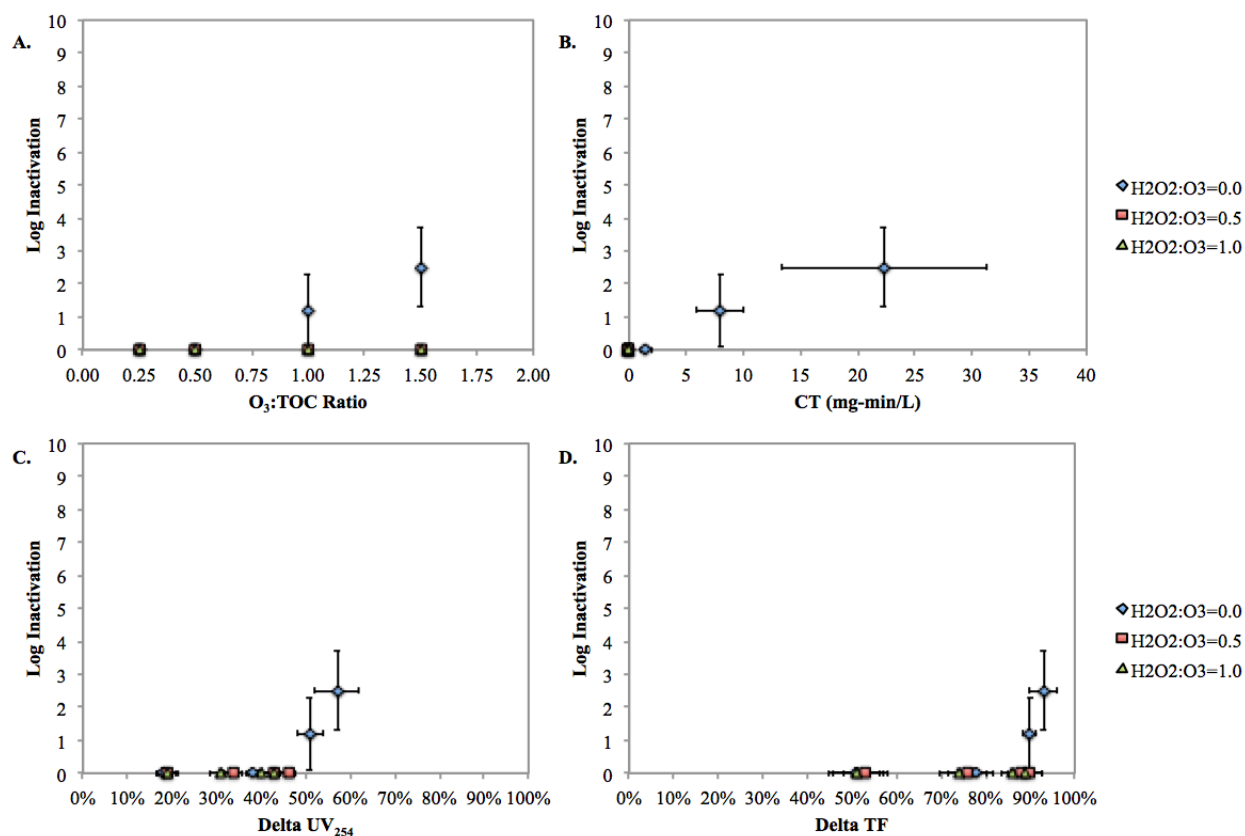 A.
Log Inactivation
10
9
8
7
6
5
4
3
2
1
0
0.00 0.25 0.50 0.75 1.00 1.25 1.50 1.75 2.00
O₃:TOC Ratio
B.
Log Inactivation
10
9
8
7
6
5
4
3
2
1
0
0 5 10 15 20 25 30 35 40
CT (mg-min/L)
H2O2:O3=0.0
H2O2:O3=0.5
H2O2:O3=1.0
C.
Log Inactivation
10
9
8
7
6
5
4
3
2
1
0
0% 10% 20% 30% 40% 50% 60% 70% 80% 90% 100%
Delta UV₂₅₄
D.
Log Inactivation
10
9
8
7
6
5
4
3
2
1
0
0% 10% 20% 30% 40% 50% 60% 70% 80% 90% 100%
Delta TF
H2O2:O3=0.0
H2O2:O3=0.5
H2O2:O3=1.0